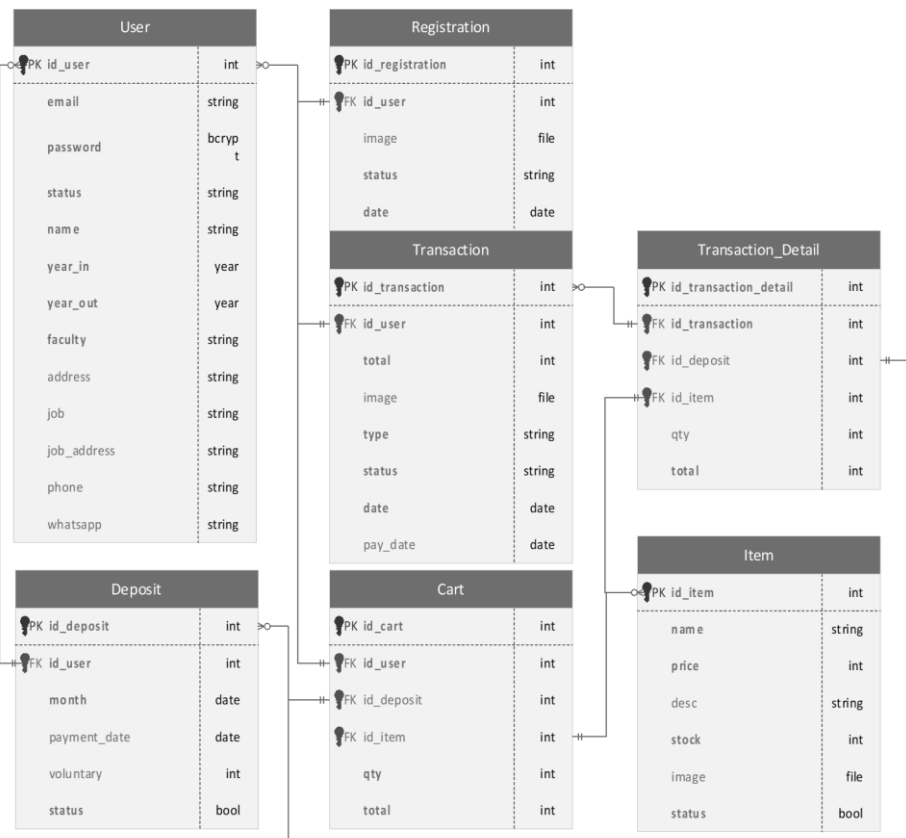 User
PK id_user int
email string
password bcryp
t
status string
name string
year_in year
year_out year
faculty string
address string
job string
job_address string
phone string
whatsapp string
Registration
PK id_registration int
FK id_user int
image file
status string
date date
Transaction
PK id_transaction int
FK id_user int
total int
image file
type string
status string
date date
pay_date date
Transaction_Detail
PK id_transaction_detail int
FK id_transaction int
FK id_deposit int
FK id_item int
qty int
total int
Deposit
PK id_deposit int
FK id_user int
month date
payment_date date
voluntary int
status bool
Cart
PK id_cart int
FK id_user int
FK id_deposit int
FK id_item int
qty int
total int
Item
PK id_item int
name string
price int
desc string
stock int
image file
status bool